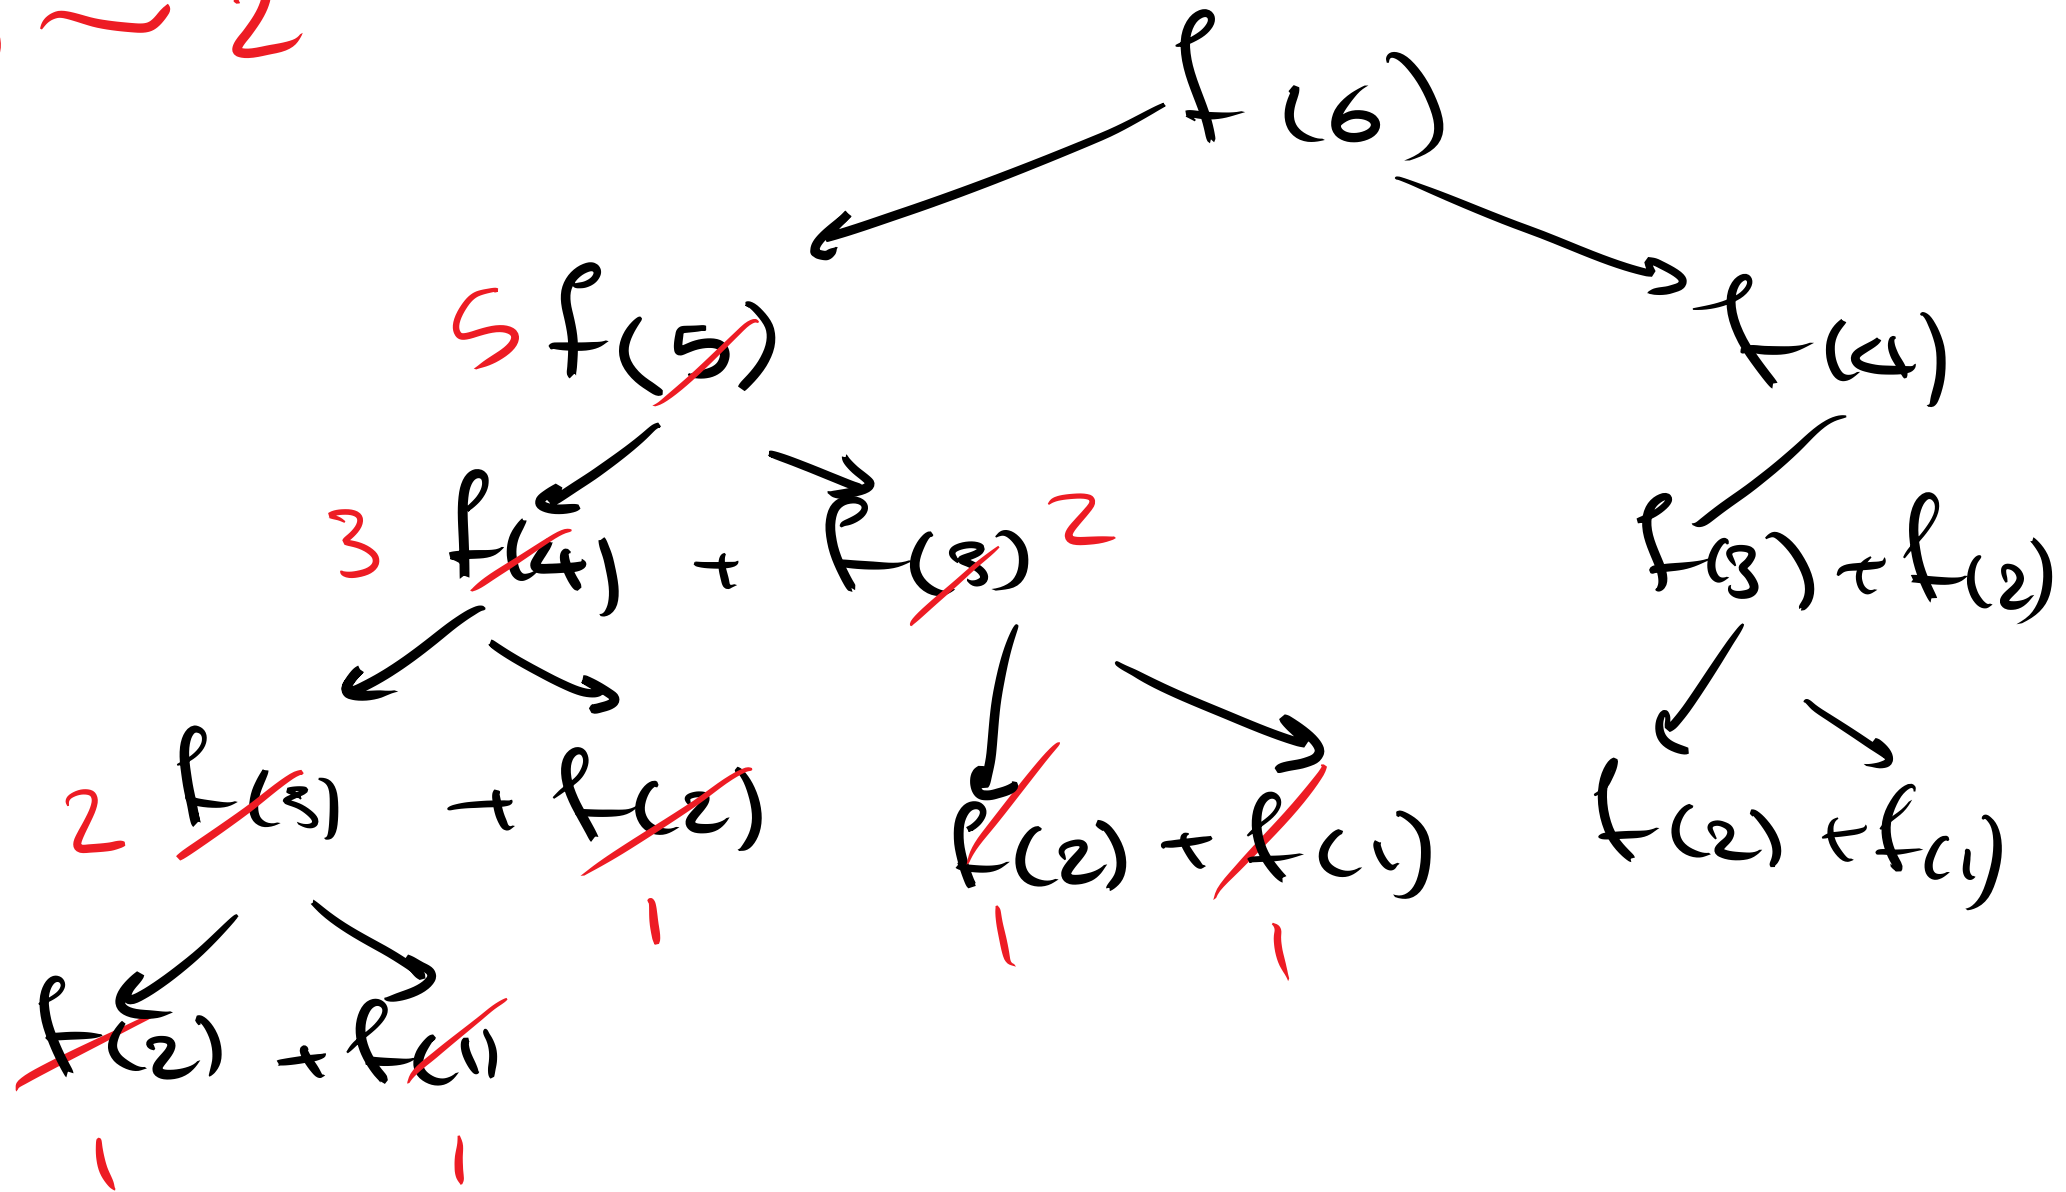 ~ 2
f(6)
5 f(5) f(4)
3 f(4) + f(3) 2 f(3) + f(2)
2 f(3) + f(2) f(2) + f(1) f(2) + f(1)
1 1 1
f(2) + f(1)
1 1